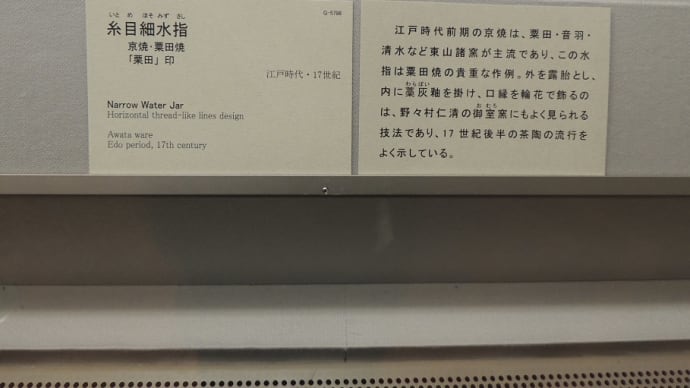 G-5798
いとめ ほそみずさし
糸目細水指
京焼・粟田焼
「粟田」印
江戸時代・17世紀
Narrow Water Jar
Horizontal thread-like lines design
Awata ware
Edo period, 17th century
江戸時代前期の京焼は、粟田・音羽・
清水など東山諸窯が主流であり、この水
指は粟田焼の貴重な作例。外を露胎とし、
わらばい
内に藁灰釉を掛け、口縁を輪花で飾るの
おむろ
は、野々村仁清の御室窯にもよく見られる
技法であり、17世紀後半の茶陶の流行を
よく示している。